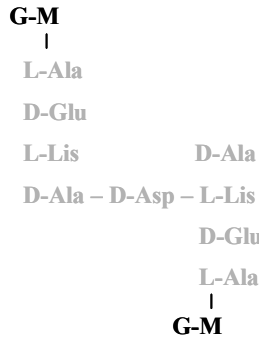 G-M
L-Ala
D-Glu
L-Lis D-Ala
D-Ala – D-Asp – L-Lis
D-Glu
L-Ala
G-M